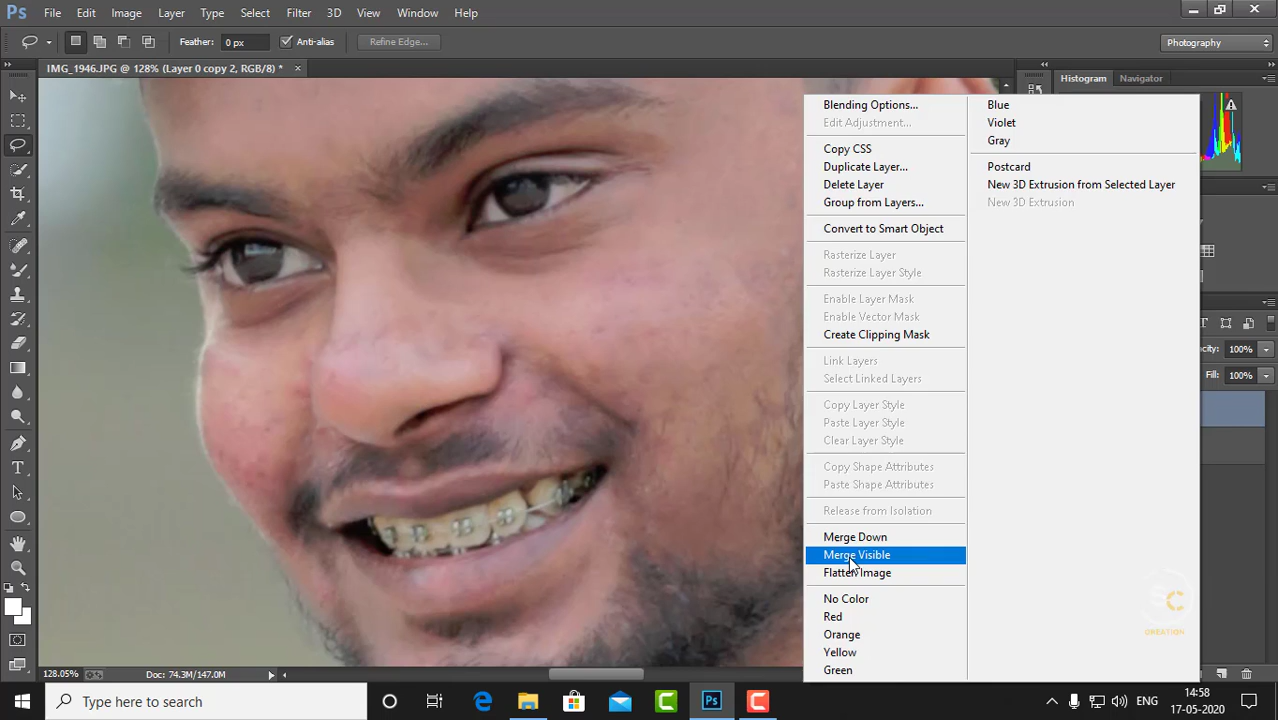 Ps File Edit Image Layer Type Select Filter 3D View Window Help
Feather: 0 px Anti-alias Refine Edge... Photography
IMG_1946.JPG @ 128% (Layer 0 copy 2, RGB/8) * Histogram Navigator
Blending Options...
Edit Adjustment...
Copy CSS
Duplicate Layer...
Delete Layer
Group from Layers...
Convert to Smart Object
Rasterize Layer
Rasterize Layer Style
Enable Layer Mask
Enable Vector Mask
Create Clipping Mask
Link Layers
Select Linked Layers
Copy Layer Style
Paste Layer Style
Clear Layer Style
Copy Shape Attributes
Paste Shape Attributes
Release from Isolation
Merge Down
Merge Visible
Flatten Image
No Color
Red
Orange
Yellow
Green
Blue
Violet
Gray
Postcard
New 3D Extrusion from Selected Layer
New 3D Extrusion
100%
Fill: 100%
SC
CREATION
128.05% Doc: 74.3M/147.0M
Type here to search Ps ENG 14:58
17-05-2020